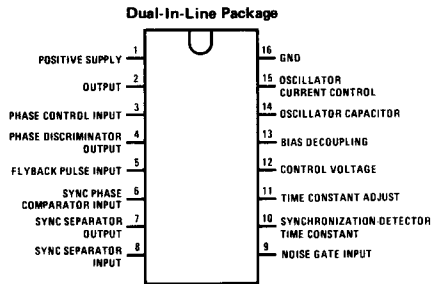 Dual-In-Line Package
POSITIVE SUPPLY 1
OUTPUT 2
PHASE CONTROL INPUT 3
PHASE DISCRIMINATOR
OUTPUT 4
FLYBACK PULSE INPUT 5
SYNC PHASE
COMPARATOR INPUT 6
SYNC SEPARATOR
OUTPUT 7
SYNC SEPARATOR
INPUT 8
16 GND
15 OSCILLATOR
CURRENT CONTROL
14 OSCILLATOR CAPACITOR
13 BIAS DECOUPLING
12 CONTROL VOLTAGE
11 TIME CONSTANT ADJUST
10 SYNCHRONIZATION-DETECTOR
TIME CONSTANT
9 NOISE GATE INPUT